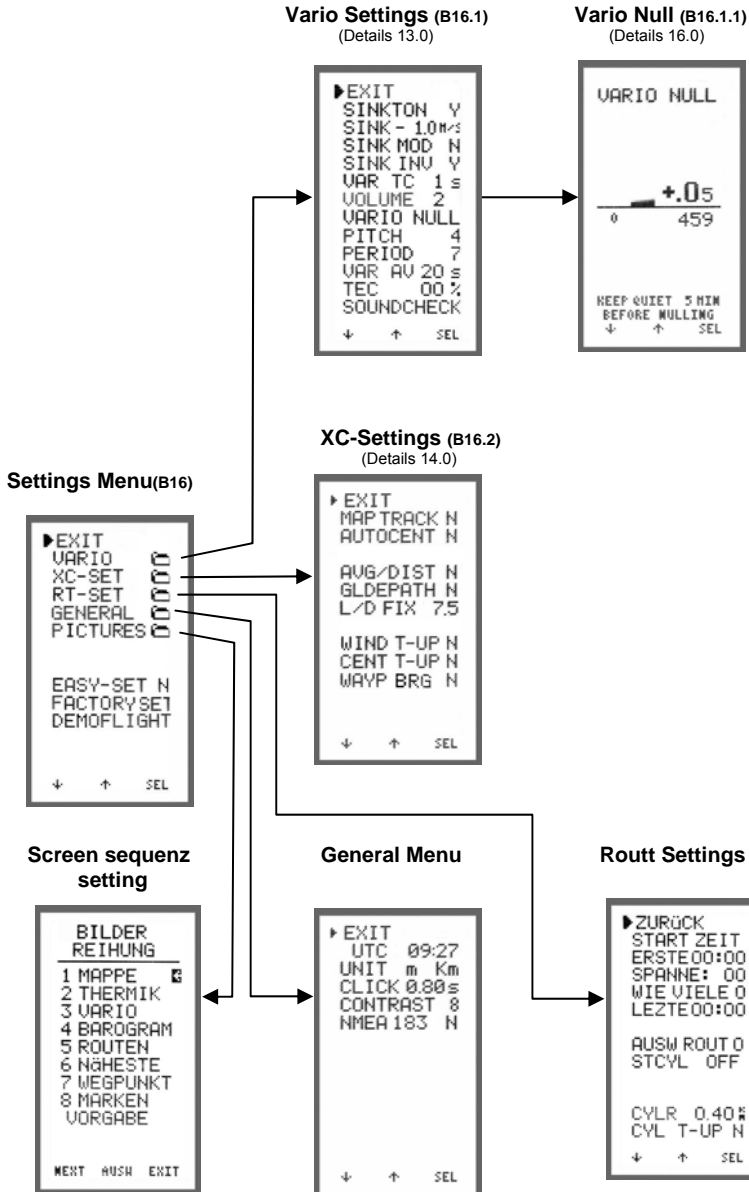 Vario Settings (B16.1)
(Details 13.0)
Vario Null (B16.1.1)
(Details 16.0)
EXIT
SINKTON Y
SINK - 1.0 M/S
SINK MOD N
SINK INV Y
VAR TC 1 s
VOLUME 2
VARIO NULL
PITCH 4
PERIOD 7
VAR AV 20 s
TEC 00 %
SOUNDCHECK
↓ ↑ SEL
VARIO NULL
+.05
0 459
KEEP QUIET 5 MIN
BEFORE NULLING
↓ ↑ SEL
XC-Settings (B16.2)
(Details 14.0)
EXIT
MAP TRACK N
AUTOCENT N
AVG/DIST N
GLDEPATH N
L/D FIX 7.5
WIND T-UP N
CENT T-UP N
WAYP BRG N
↓ ↑ SEL
Settings Menu(B16)
EXIT
VARIO
XC-SET
RT-SET
GENERAL
PICTURES
EASY-SET N
FACTORY SET
DEMOFLIGHT
↓ ↑ SEL
Screen sequenz
setting
BILDER
REIHUNG
1 MAPPE
2 THERMIK
3 VARIO
4 BAROGRAM
5 ROUTEN
6 NäHESTE
7 WEGPUNKT
8 MARKEN
VORGABE
NEXT AUSW EXIT
General Menu
EXIT
UTC 09:27
UNIT m Km
CLICK 0.80s
CONTRAST 8
NMEA 183 N
↓ ↑ SEL
Routt Settings
ZURüCK
START ZEIT
ERSTE00:00
SPANNE: 00
WIE VIELE 0
LEZTE00:00
AUSW ROUT 0
STCYL OFF
CYLR 0.40
CYL T-UP N
↓ ↑ SEL